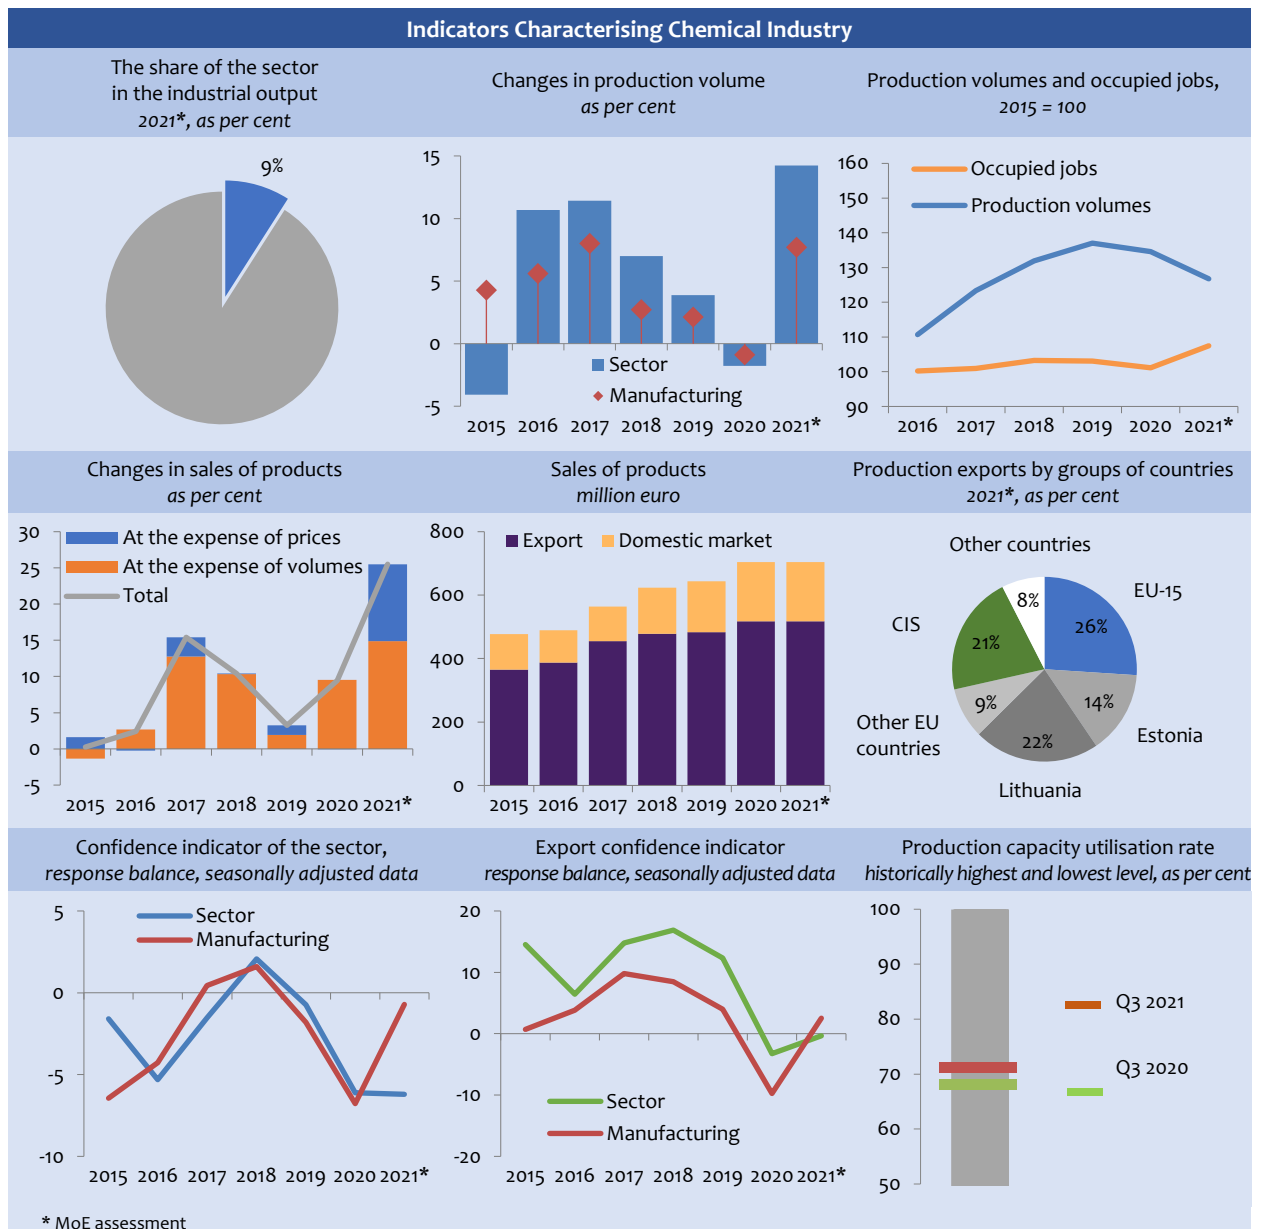 Indicators Characterising Chemical Industry
The share of the sector
in the industrial output
2021*, as per cent
9%
Changes in production volume
as per cent
15
10
5
0
-5
Sector
Manufacturing
2015 2016 2017 2018 2019 2020 2021*
Production volumes and occupied jobs,
2015 = 100
160
150
140
130
120
110
100
90
Occupied jobs
Production volumes
2016 2017 2018 2019 2020 2021*
Changes in sales of products
as per cent
30
25
20
15
10
5
0
-5
At the expense of prices
At the expense of volumes
Total
2015 2016 2017 2018 2019 2020 2021*
Sales of products
million euro
800
600
400
200
0
Export Domestic market
2015 2016 2017 2018 2019 2020 2021*
Production exports by groups of countries
2021*, as per cent
Other countries
8%
EU-15
26%
CIS
21%
14%
Estonia
9%
Other EU
countries
22%
Lithuania
Confidence indicator of the sector,
response balance, seasonally adjusted data
5
0
-5
-10
Sector
Manufacturing
2015 2016 2017 2018 2019 2020 2021*
Export confidence indicator
response balance, seasonally adjusted data
20
10
0
-10
-20
Sector
Manufacturing
2015 2016 2017 2018 2019 2020 2021*
Production capacity utilisation rate
historically highest and lowest level, as per cent
100
90
80
70
60
50
Q3 2021
Q3 2020
* MoE assessment